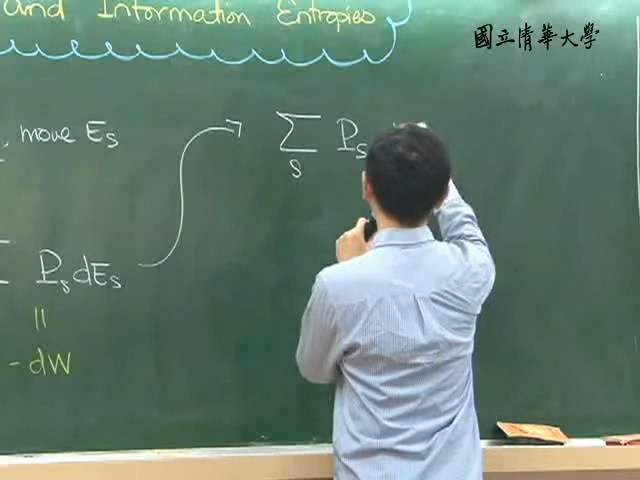 and Information Entropies
國立清華大學
, move Es
∑ Ps
s
Ps dEs
||
- dW